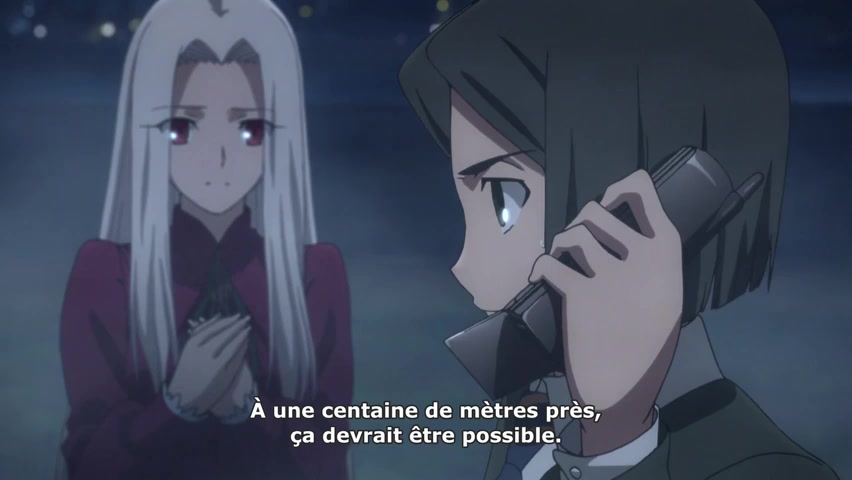 À une centaine de mètres près,
ça devrait être possible.